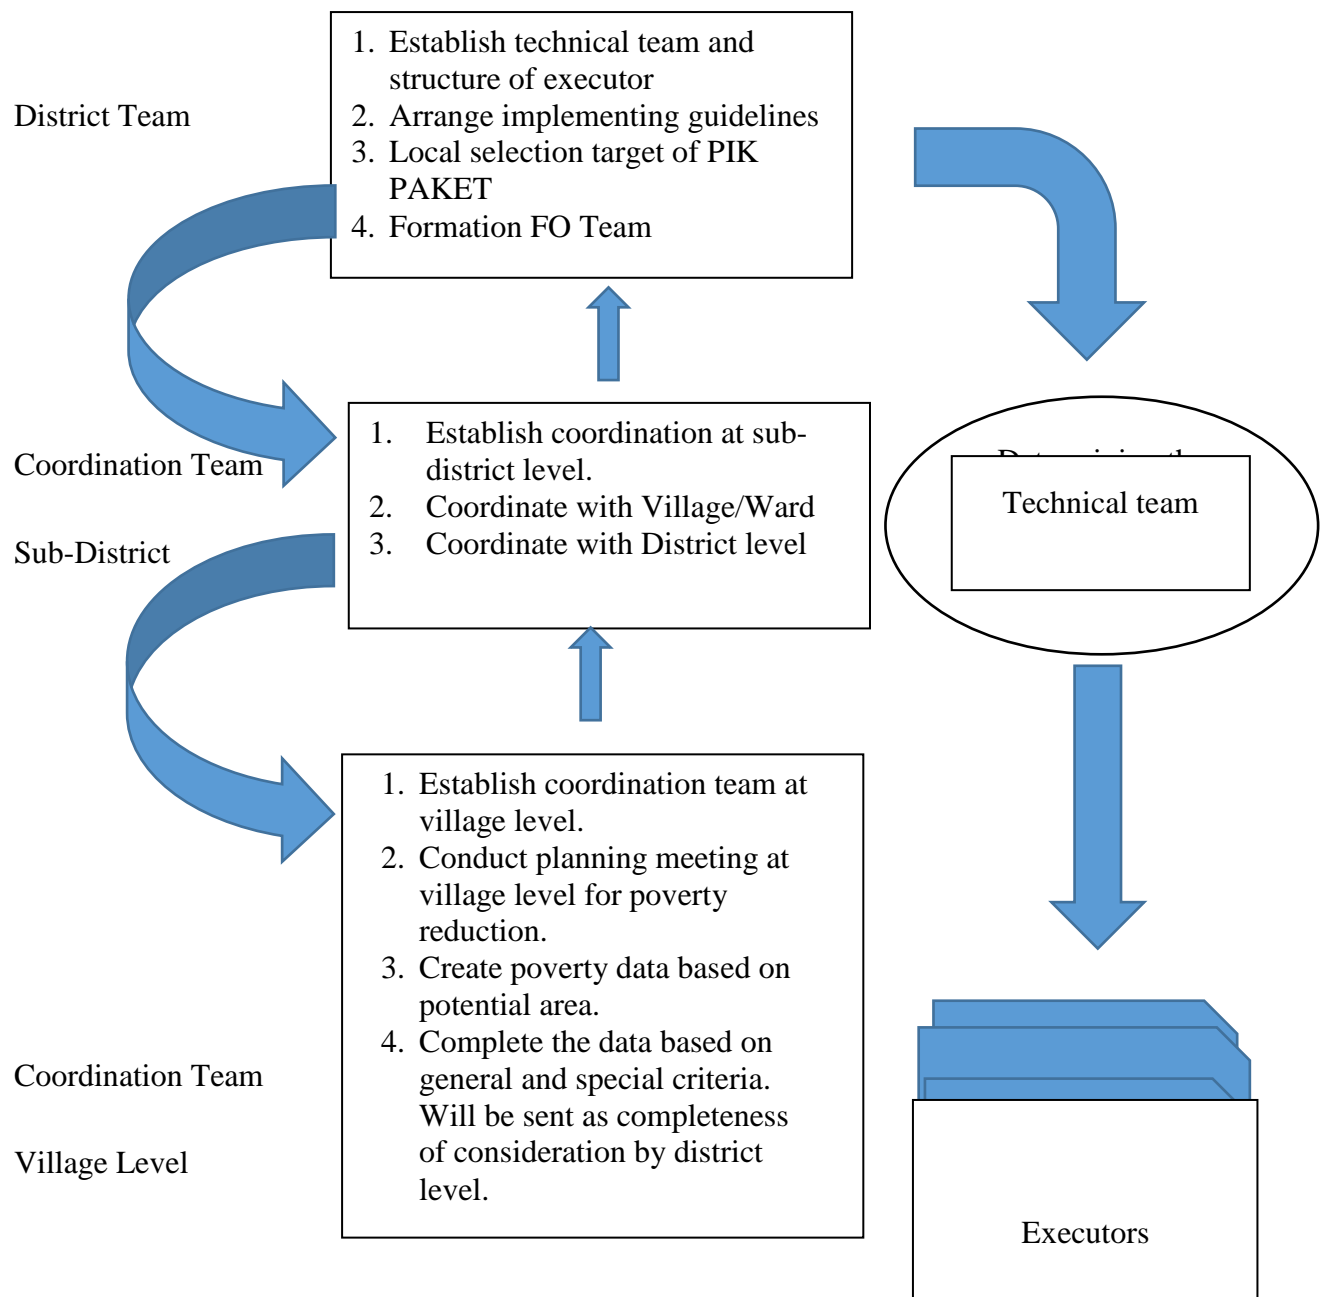 District Team
1. Establish technical team and
structure of executor
2. Arrange implementing guidelines
3. Local selection target of PIK
PAKET
4. Formation FO Team
Coordination Team
Sub-District
1. Establish coordination at sub-
district level.
2. Coordinate with Village/Ward
3. Coordinate with District level
Technical team
Coordination Team
Village Level
1. Establish coordination team at
village level.
2. Conduct planning meeting at
village level for poverty
reduction.
3. Create poverty data based on
potential area.
4. Complete the data based on
general and special criteria.
Will be sent as completeness
of consideration by district
level.
Executors